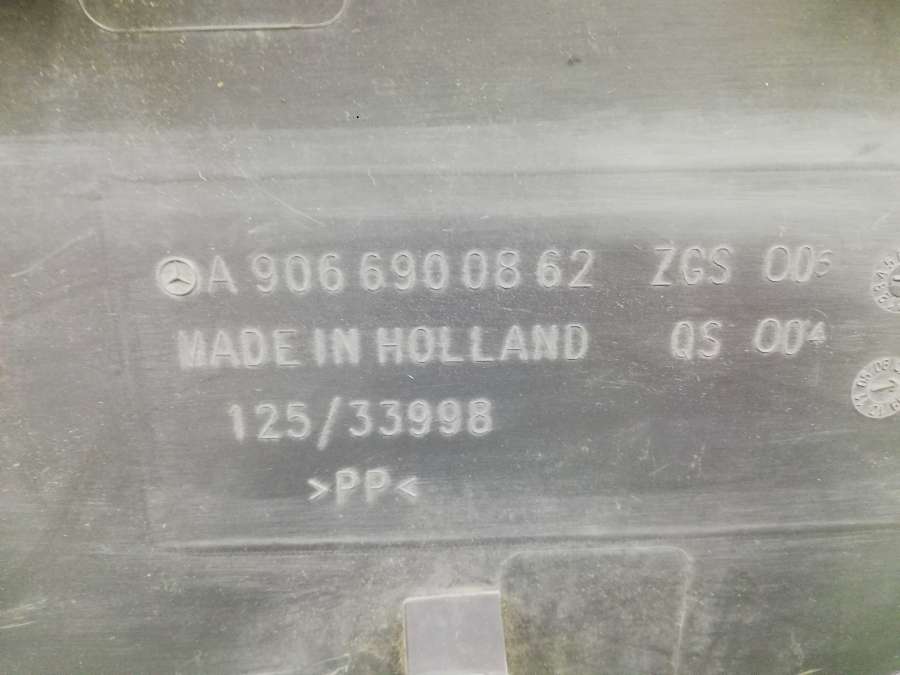 A 906 690 08 62 ZGS 005
MADE IN HOLLAND QS 004
125/33998
>PP<